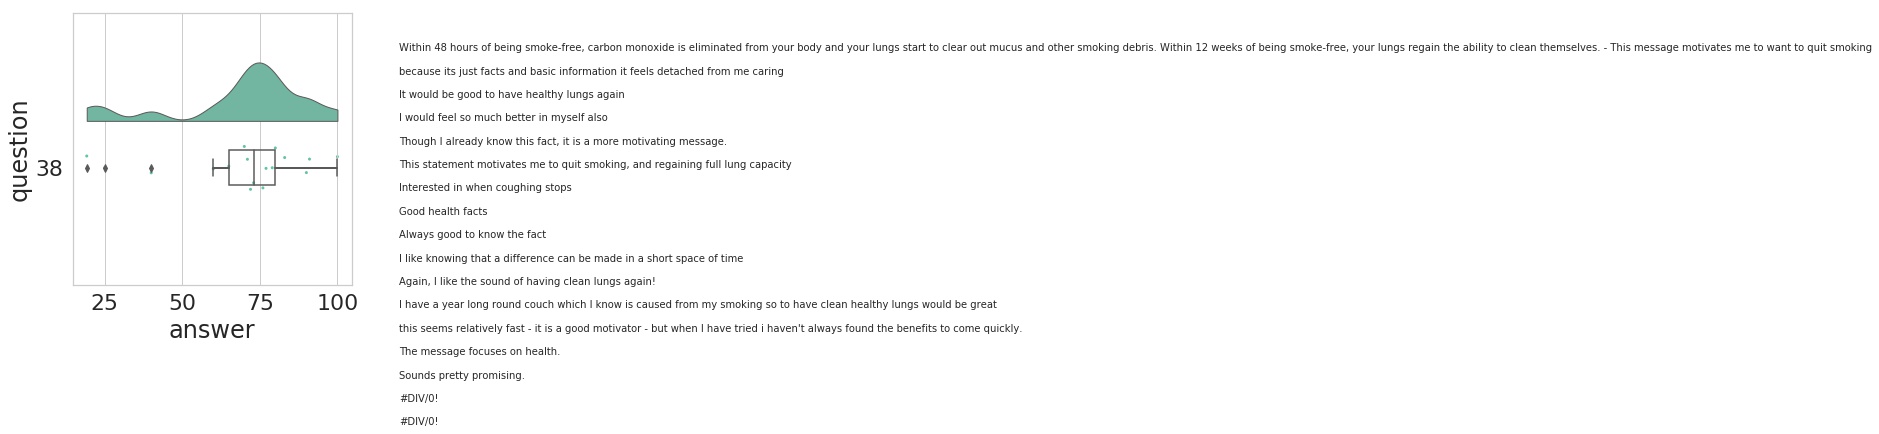 Within 48 hours of being smoke-free, carbon monoxide is eliminated from your body and your lungs start to clear out mucus and other smoking debris. Within 12 weeks of being smoke-free, your lungs regain the ability to clean themselves. - This message motivates me to want to quit smoking
because its just facts and basic information it feels detached from me caring
It would be good to have healthy lungs again
I would feel so much better in myself also
Though I already know this fact, it is a more motivating message.
This statement motivates me to quit smoking, and regaining full lung capacity
Interested in when coughing stops
Good health facts
Always good to know the fact
I like knowing that a difference can be made in a short space of time
Again, I like the sound of having clean lungs again!
I have a year long round couch which I know is caused from my smoking so to have clean healthy lungs would be great
this seems relatively fast - it is a good motivator - but when I have tried i haven't always found the benefits to come quickly.
The message focuses on health.
Sounds pretty promising.
#DIV/0!
#DIV/0!
question
38
25 50 75 100
answer